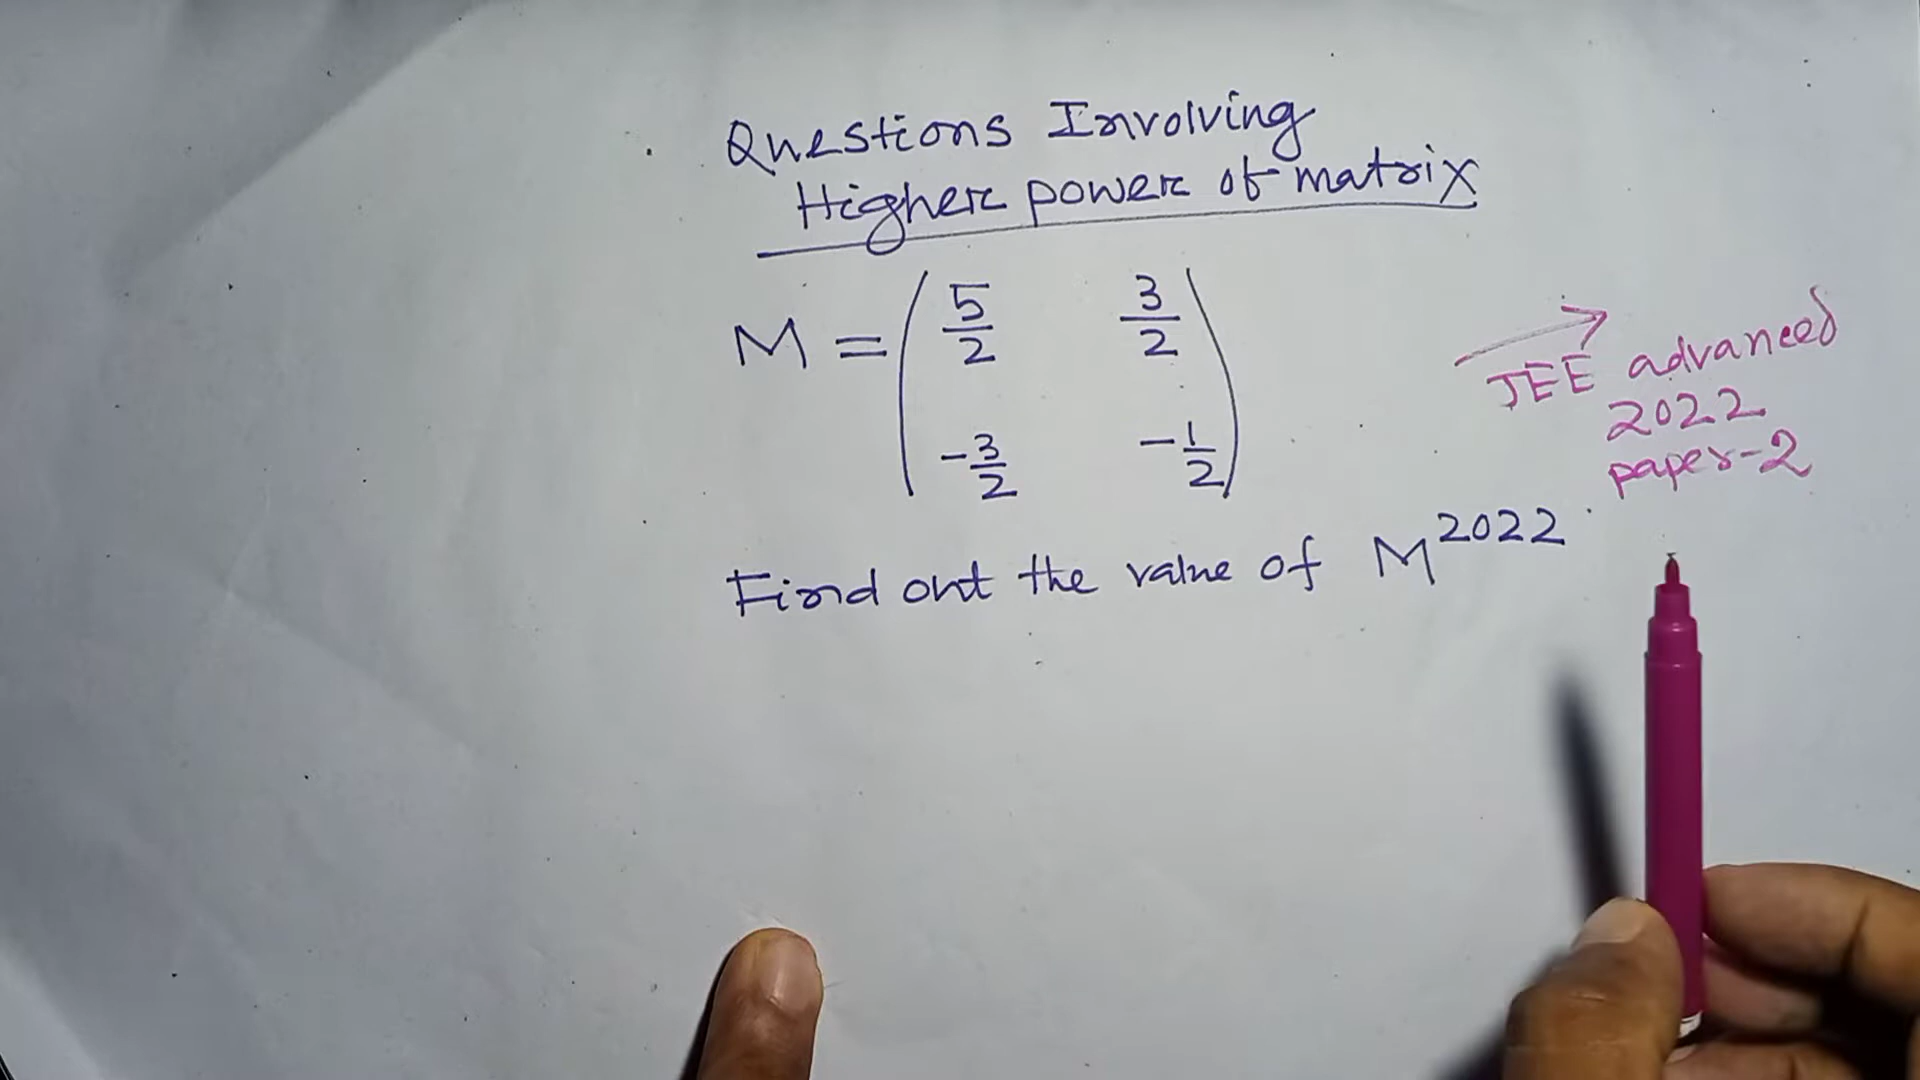 Questions Involving
Higher power of matrix
M = ( 5/2 3/2
-3/2 -1/2 )
JEE advanced
2022
paper-2
Find out the value of M^2022